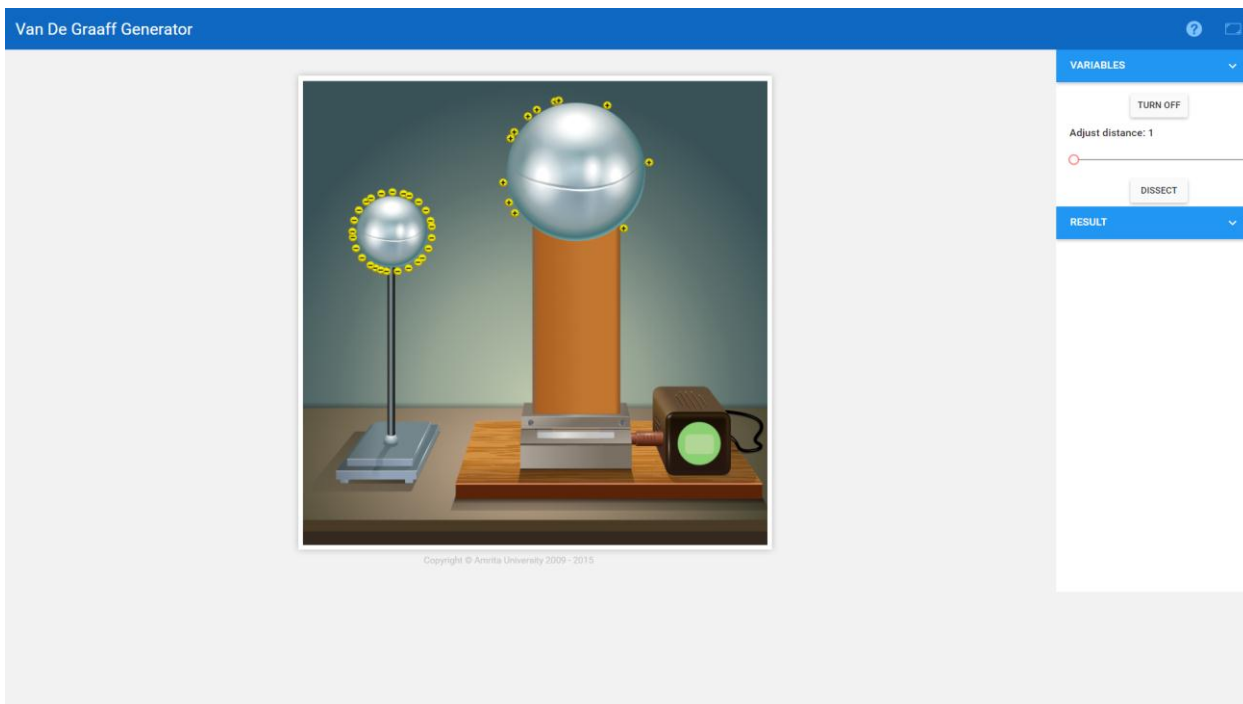 Van De Graaff Generator
VARIABLES
TURN OFF
Adjust distance: 1
DISSECT
RESULT
Copyright © Amrita University 2009 - 2015